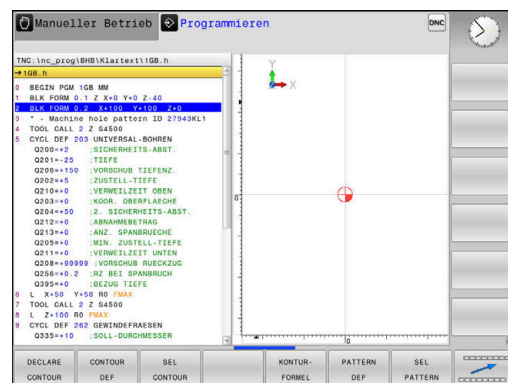 Manueller Betrieb
Programmieren
DNC
TNC:\nc_prog\BHB\Klartext\1GB.h
→1GB.h
0 BEGIN PGM 1GB MM
1 BLK FORM 0.1 Z X+0 Y+0 Z-40
2 BLK FORM 0.2 X+100 Y+100 Z+0
3 * - Machine hole pattern ID 27943KL1
4 TOOL CALL 2 Z S4500
5 CYCL DEF 203 UNIVERSAL-BOHREN
Q200=+2 ;SICHERHEITS-ABST.
Q201=-25 ;TIEFE
Q206=+150 ;VORSCHUB TIEFENZ.
Q202=+5 ;ZUSTELL-TIEFE
Q210=+0 ;VERWEILZEIT OBEN
Q203=+0 ;KOOR. OBERFLAECHE
Q204=+50 ;2. SICHERHEITS-ABST.
Q212=+0 ;ABNAHMEBETRAG
Q213=+0 ;ANZ. SPANBRUECHE
Q205=+0 ;MIN. ZUSTELL-TIEFE
Q211=+0 ;VERWEILZEIT UNTEN
Q208=+99999 ;VORSCHUB RUECKZUG
Q256=+0.2 ;RZ BEI SPANBRUCH
Q395=+0 ;BEZUG TIEFE
6 L X+50 Y+50 R0 FMAX
7 TOOL CALL 2 Z S4500
8 L Z+100 R0 FMAX
9 CYCL DEF 262 GEWINDEFRAESEN
Q335=+10 ;SOLL-DURCHMESSER
Y
X
0
0
DECLARE CONTOUR
CONTOUR DEF
SEL CONTOUR
KONTUR-FORMEL
PATTERN DEF
SEL PATTERN